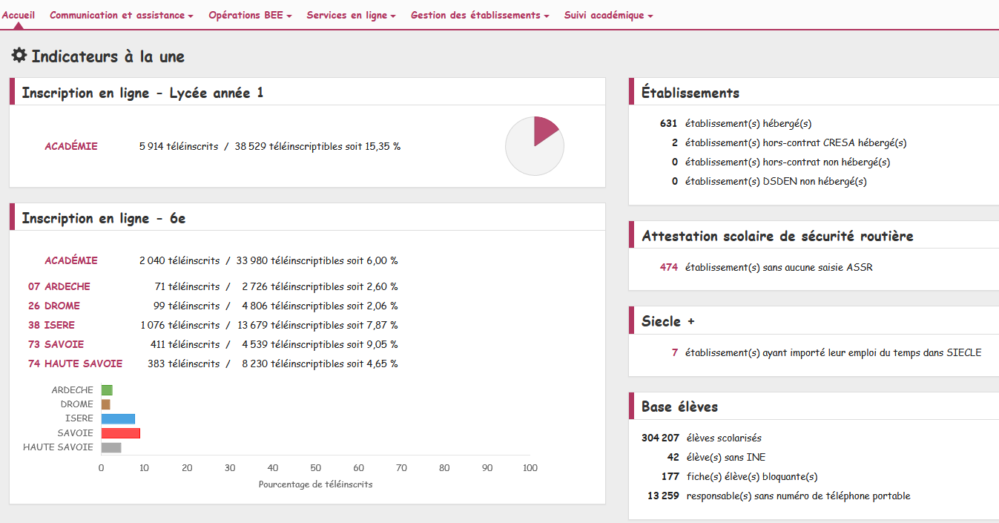 Accueil Communication et assistance Opérations BEE Services en ligne Gestion des établissements Suivi académique
Indicateurs à la une
Inscription en ligne - Lycée année 1
ACADÉMIE 5 914 téléinscrits / 38 529 téléinscriptibles soit 15,35 %
Inscription en ligne - 6e
ACADÉMIE 2 040 téléinscrits / 33 980 téléinscriptibles soit 6,00 %
07 ARDECHE 71 téléinscrits / 2 726 téléinscriptibles soit 2,60 %
26 DROME 99 téléinscrits / 4 806 téléinscriptibles soit 2,06 %
38 ISERE 1 076 téléinscrits / 13 679 téléinscriptibles soit 7,87 %
73 SAVOIE 411 téléinscrits / 4 539 téléinscriptibles soit 9,05 %
74 HAUTE SAVOIE 383 téléinscrits / 8 230 téléinscriptibles soit 4,65 %
ARDECHE
DROME
ISERE
SAVOIE
HAUTE SAVOIE
0 10 20 30 40 50 60 70 80 90 100
Pourcentage de téléinscrits
Établissements
631 établissement(s) hébergé(s)
2 établissement(s) hors-contrat CRESA hébergé(s)
0 établissement(s) hors-contrat non hébergé(s)
0 établissement(s) DSDEN non hébergé(s)
Attestation scolaire de sécurité routière
474 établissement(s) sans aucune saisie ASSR
Siecle +
7 établissement(s) ayant importé leur emploi du temps dans SIECLE
Base élèves
304 207 élèves scolarisés
42 élève(s) sans INE
177 fiche(s) élève(s) bloquante(s)
13 259 responsable(s) sans numéro de téléphone portable